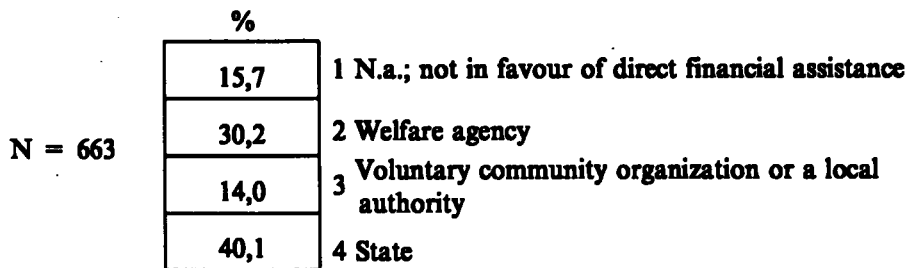 %
15,7 1 N.a.; not in favour of direct financial assistance
N = 663 30,2 2 Welfare agency
14,0 3 Voluntary community organization or a local
authority
40,1 4 State